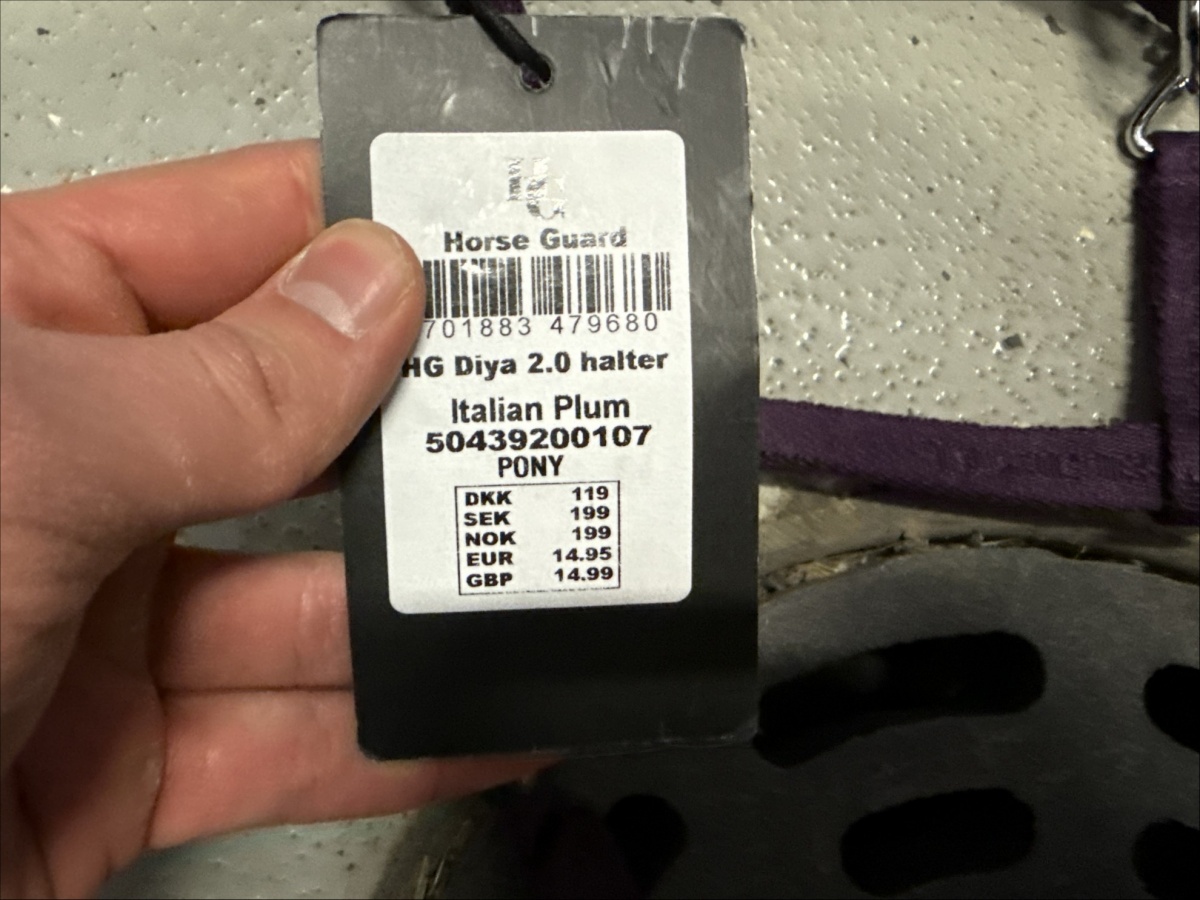 Horse Guard
701883 479680
HG Diya 2.0 halter
Italian Plum
50439200107
PONY
DKK 119
SEK 199
NOK 199
EUR 14.95
GBP 14.99